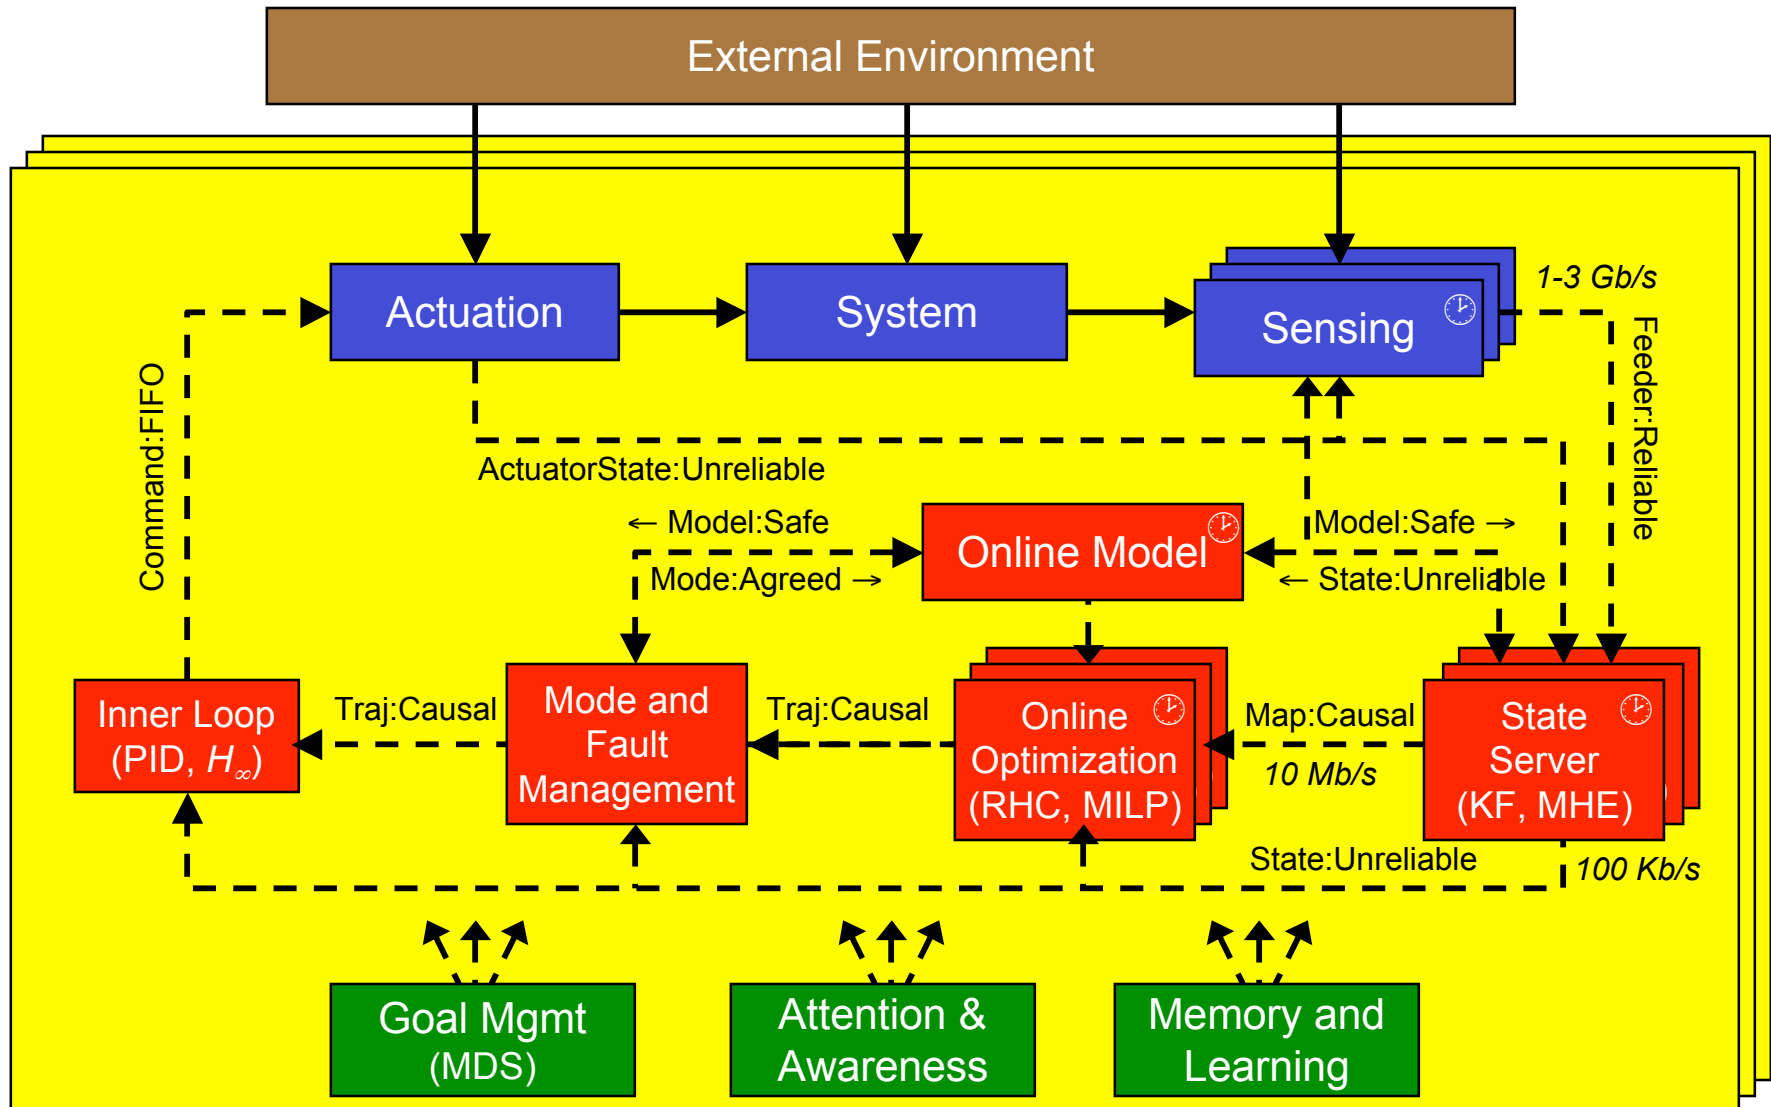 External Environment
1-3 Gb/s
Actuation
System
Sensing
Feeder:Reliable
Command:FIFO
ActuatorState:Unreliable
← Model:Safe
Mode:Agreed →
Online Model
Model:Safe →
← State:Unreliable
Inner Loop
(PID, H∞)
Traj:Causal
Mode and
Fault
Management
Traj:Causal
Online
Optimization
(RHC, MILP)
Map:Causal
10 Mb/s
State
Server
(KF, MHE)
State:Unreliable
100 Kb/s
Goal Mgmt
(MDS)
Attention &
Awareness
Memory and
Learning